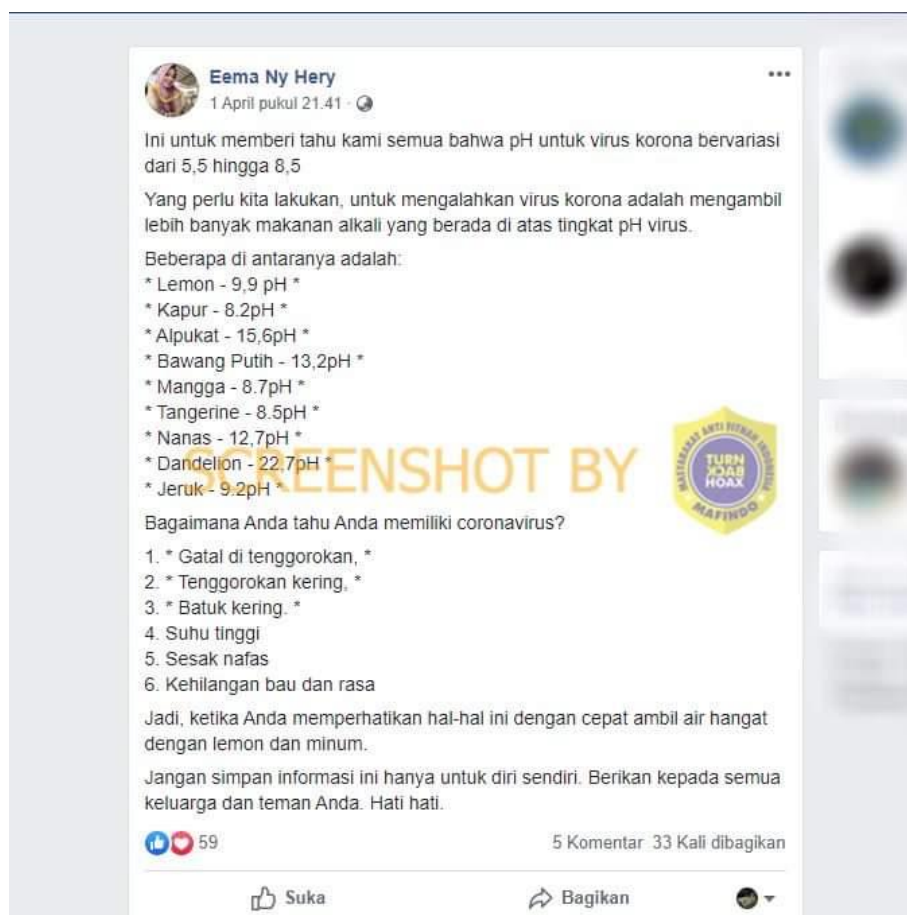 Eema Ny Hery
1 April pukul 21.41 ·
Ini untuk memberi tahu kami semua bahwa pH untuk virus korona bervariasi
dari 5,5 hingga 8,5
Yang perlu kita lakukan, untuk mengalahkan virus korona adalah mengambil
lebih banyak makanan alkali yang berada di atas tingkat pH virus.
Beberapa di antaranya adalah:
* Lemon - 9,9 pH *
* Kapur - 8.2pH *
* Alpukat - 15,6pH *
* Bawang Putih - 13,2pH *
* Mangga - 8.7pH *
* Tangerine - 8.5pH *
* Nanas - 12,7pH *
* Dandelion - 22,7pH *
* Jeruk - 9.2pH *
SCREENSHOT BY
MASYARAKAT ANTI FITNAH INDONESIA
TURN
BACK
HOAX
MAFINDO
Bagaimana Anda tahu Anda memiliki coronavirus?
1. * Gatal di tenggorokan, *
2. * Tenggorokan kering, *
3. * Batuk kering. *
4. Suhu tinggi
5. Sesak nafas
6. Kehilangan bau dan rasa
Jadi, ketika Anda memperhatikan hal-hal ini dengan cepat ambil air hangat
dengan lemon dan minum.
Jangan simpan informasi ini hanya untuk diri sendiri. Berikan kepada semua
keluarga dan teman Anda. Hati hati.
59
5 Komentar 33 Kali dibagikan
Suka
Bagikan